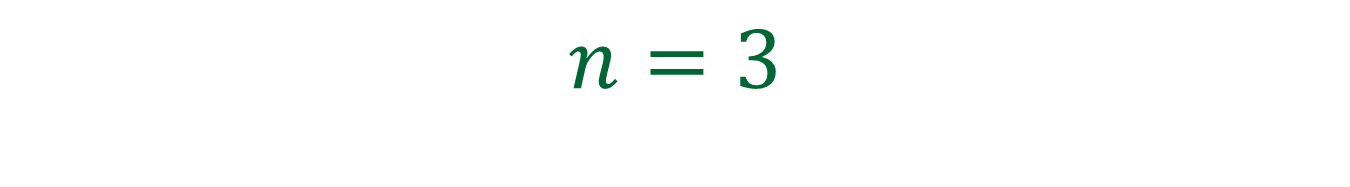 n = 3